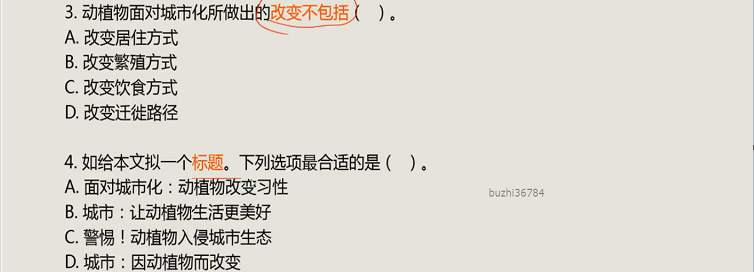 3. 动植物面对城市化所做出的改变不包括（  ）。
A. 改变居住方式
B. 改变繁殖方式
C. 改变饮食方式
D. 改变迁徙路径
4. 如给本文拟一个标题。下列选项最合适的是（  ）。
A. 面对城市化：动植物改变习性
buzhi36784
B. 城市：让动植物生活更美好
C. 警惕！动植物入侵城市生态
D. 城市：因动植物而改变